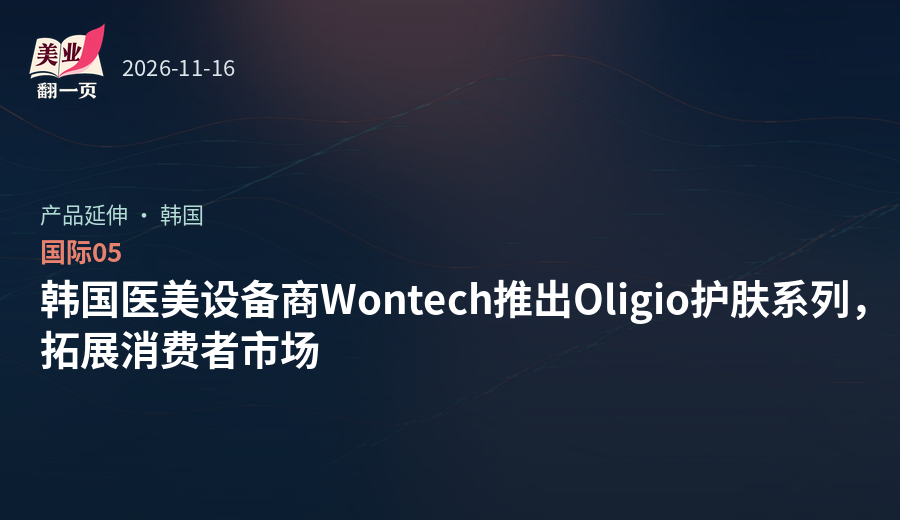 美业
翻一页
2026-11-16
产品延伸 · 韩国
国际05
韩国医美设备商Wontech推出Oligio护肤系列，
拓展消费者市场